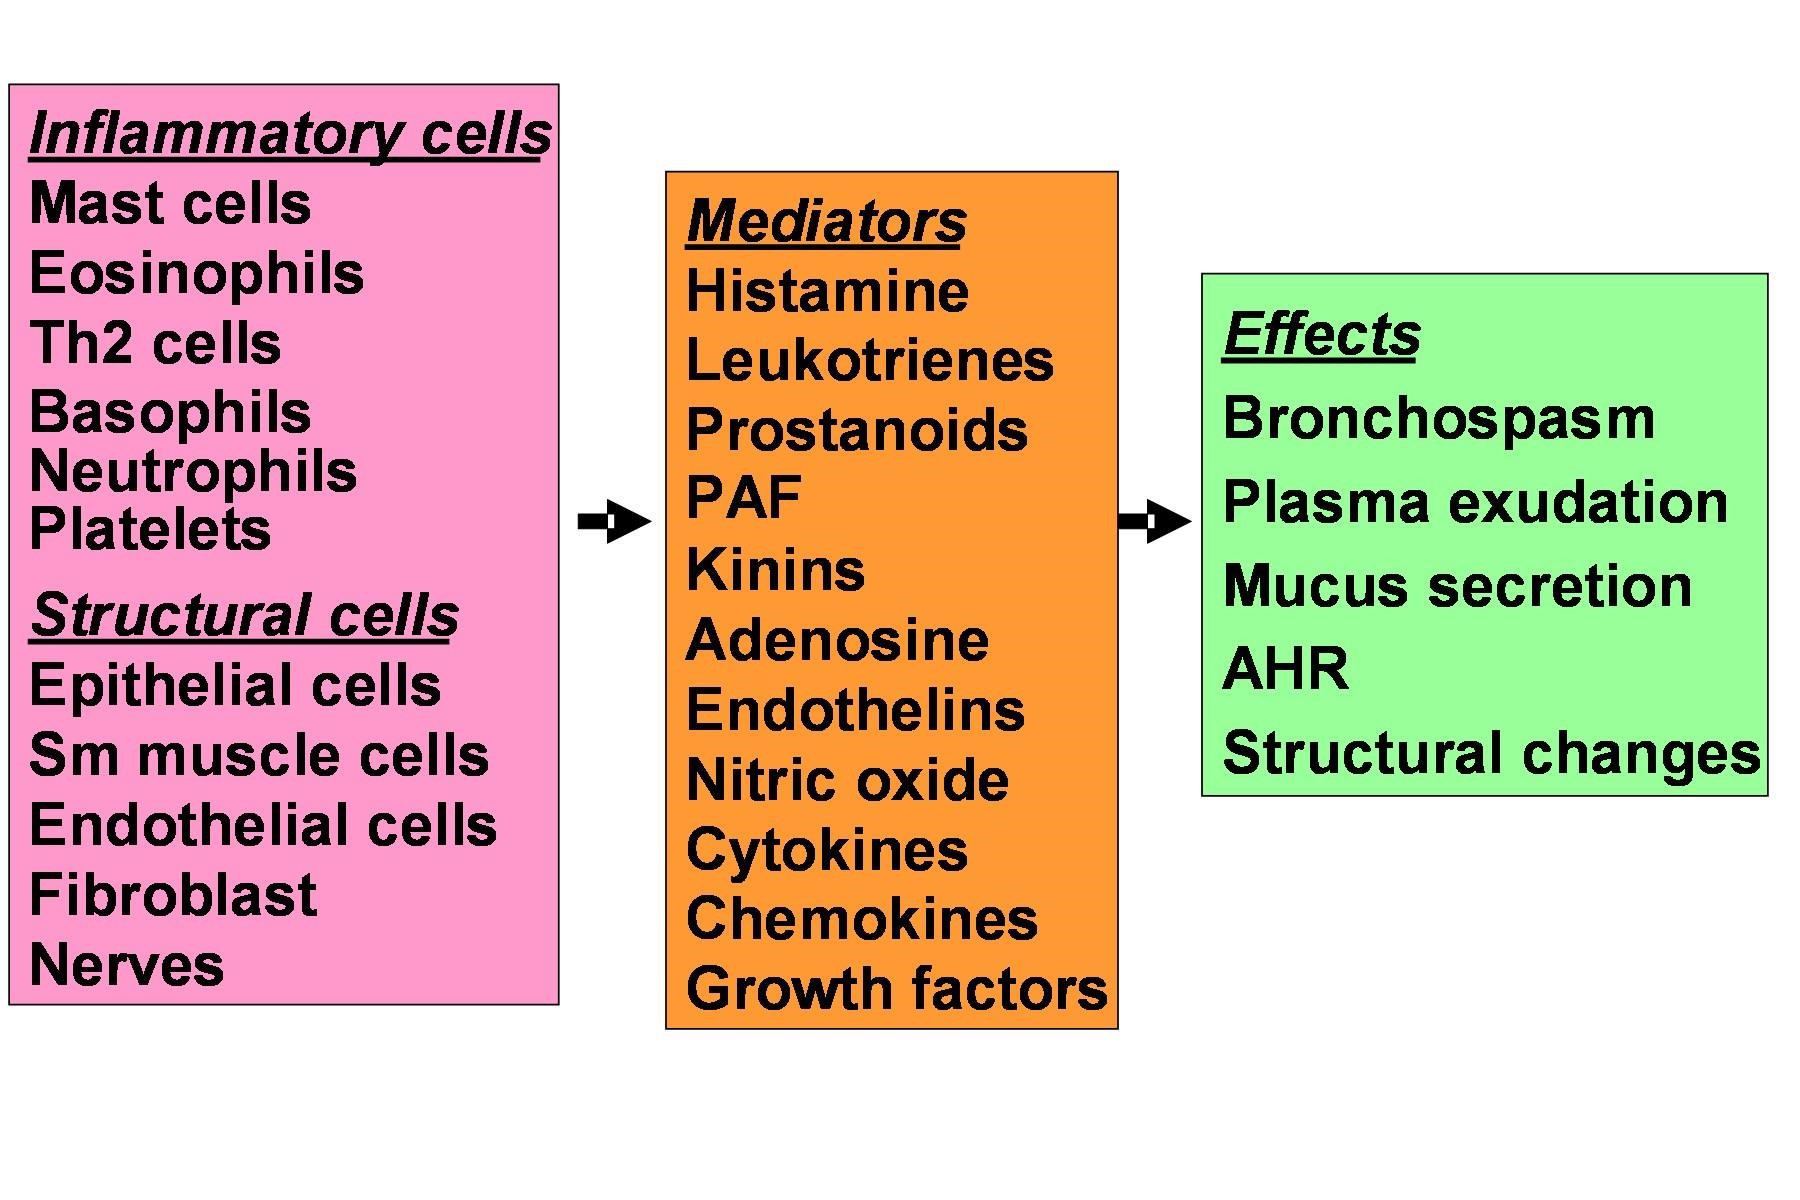 Inflammatory cells
Mast cells
Eosinophils
Th2 cells
Basophils
Neutrophils
Platelets
Structural cells
Epithelial cells
Sm muscle cells
Endothelial cells
Fibroblast
Nerves
Mediators
Histamine
Leukotrienes
Prostanoids
PAF
Kinins
Adenosine
Endothelins
Nitric oxide
Cytokines
Chemokines
Growth factors
Effects
Bronchospasm
Plasma exudation
Mucus secretion
AHR
Structural changes